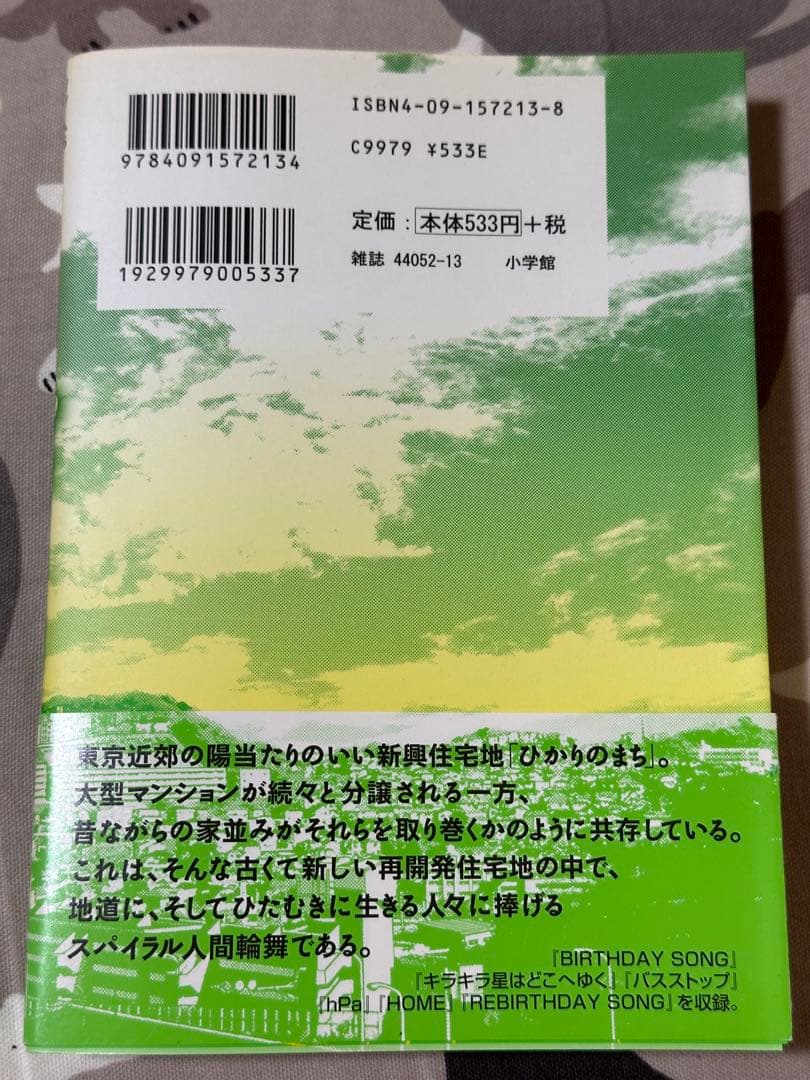 ISBN4-09-157213-8
9784091572134
C9979 ¥533E
定価:本体533円+税
1929979005337
雑誌 44052-13 小学館
東京近郊の陽当たりのいい新興住宅地「ひかりのまち」。
大型マンションが続々と分譲される一方、
昔ながらの家並みがそれらを取り巻くかのように共存している。
これは、そんな古くて新しい再開発住宅地の中で、
地道に、そしてひたむきに生きる人々に捧げる
スパイラル人間輪舞である。
『BIRTHDAY SONG』
『キラキラ星はどこへゆく』『バスストップ』
『hPa』『HOME』『REBIRTHDAY SONG』を収録。